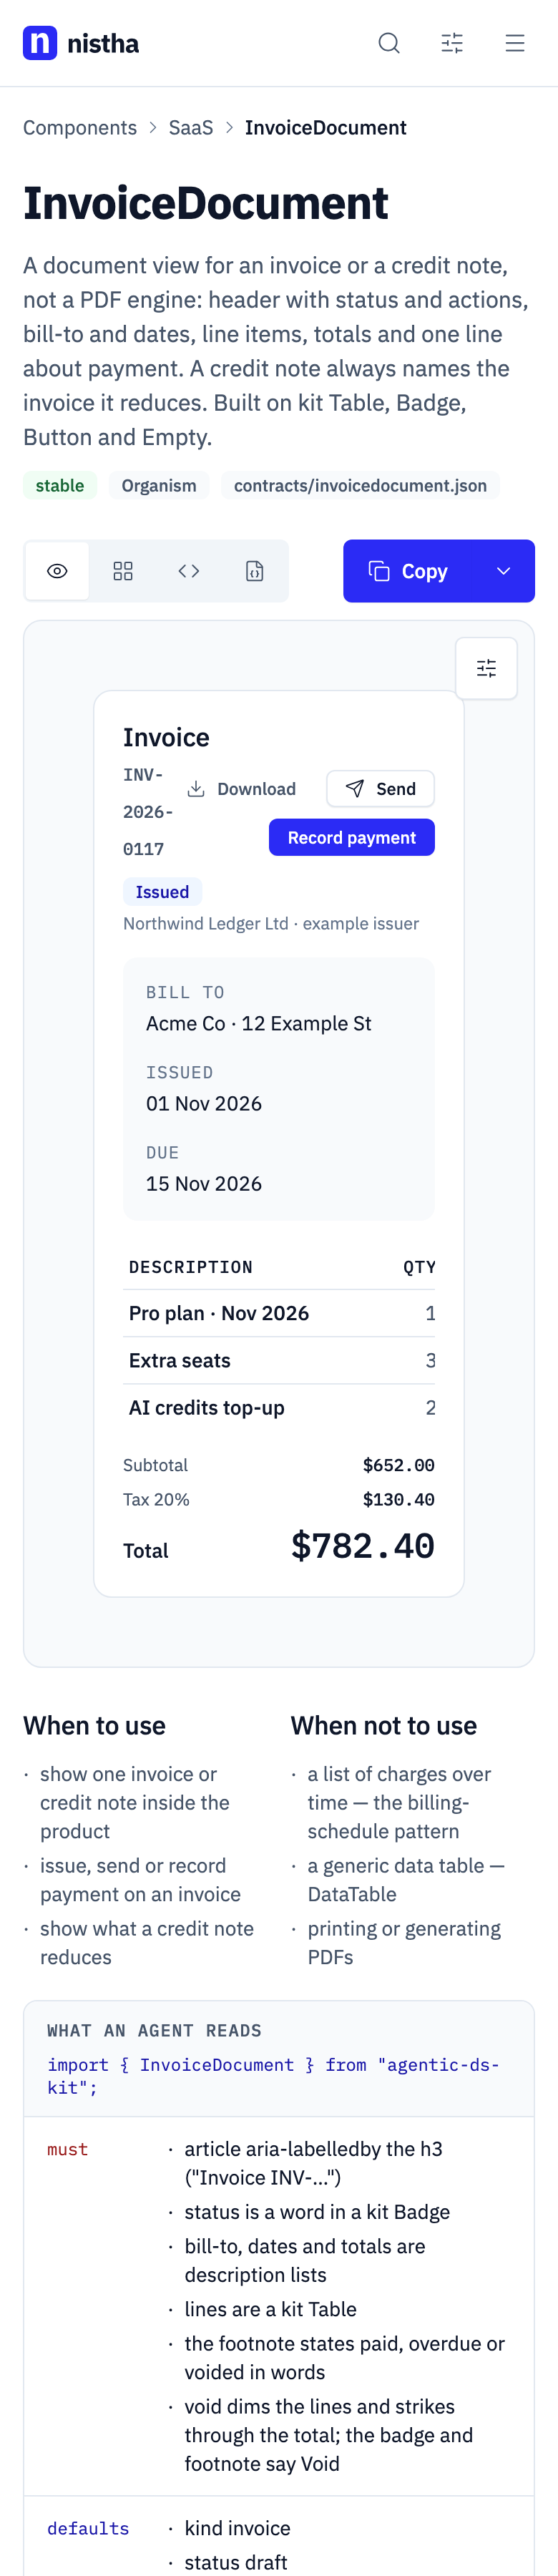 n nistha
Components > SaaS > InvoiceDocument
InvoiceDocument
A document view for an invoice or a credit note,
not a PDF engine: header with status and actions,
bill-to and dates, line items, totals and one line
about payment. A credit note always names the
invoice it reduces. Built on kit Table, Badge,
Button and Empty.
stable Organism contracts/invoicedocument.json
Copy
Invoice
INV-
2026-
0117
Download Send
Record payment
Issued
Northwind Ledger Ltd · example issuer
BILL TO
Acme Co · 12 Example St
ISSUED
01 Nov 2026
DUE
15 Nov 2026
DESCRIPTION QTY
Pro plan · Nov 2026 1
Extra seats 3
AI credits top-up 2
Subtotal $652.00
Tax 20% $130.40
Total $782.40
When to use
· show one invoice or
credit note inside the
product
· issue, send or record
payment on an invoice
· show what a credit note
reduces
When not to use
· a list of charges over
time — the billing-
schedule pattern
· a generic data table —
DataTable
· printing or generating
PDFs
WHAT AN AGENT READS
import { InvoiceDocument } from "agentic-ds-
kit";
must
· article aria-labelledby the h3
("Invoice INV-…")
· status is a word in a kit Badge
· bill-to, dates and totals are
description lists
· lines are a kit Table
· the footnote states paid, overdue or
voided in words
· void dims the lines and strikes
through the total; the badge and
footnote say Void
defaults
· kind invoice
· status draft